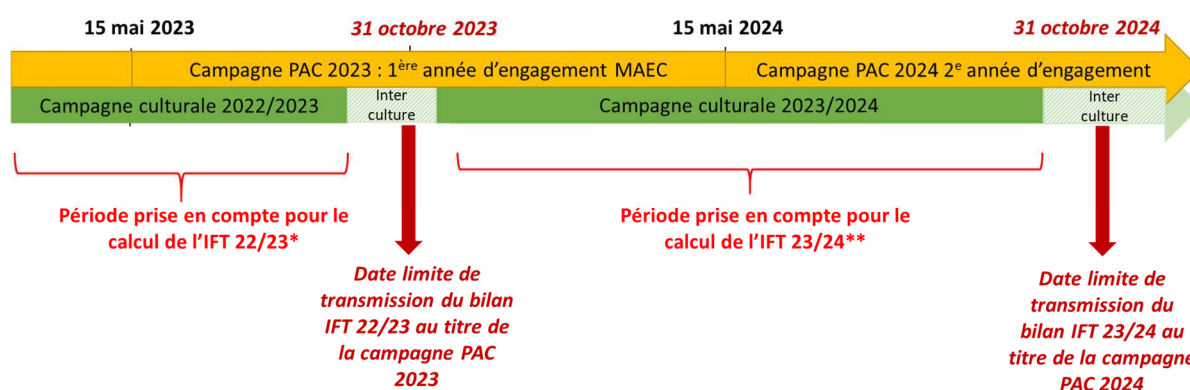 15 mai 2023
31 octobre 2023
15 mai 2024
31 octobre 2024
Campagne PAC 2023 : 1ère année d’engagement MAEC
Campagne PAC 2024 2e année d’engagement
Campagne culturale 2022/2023
Inter
culture
Campagne culturale 2023/2024
Inter
culture
Période prise en compte pour le
calcul de l’IFT 22/23*
Période prise en compte pour le
calcul de l’IFT 23/24**
Date limite de
transmission du bilan
IFT 22/23 au titre de
la campagne PAC
2023
Date limite de
transmission du
bilan IFT 23/24 au
titre de la campagne
PAC 2024